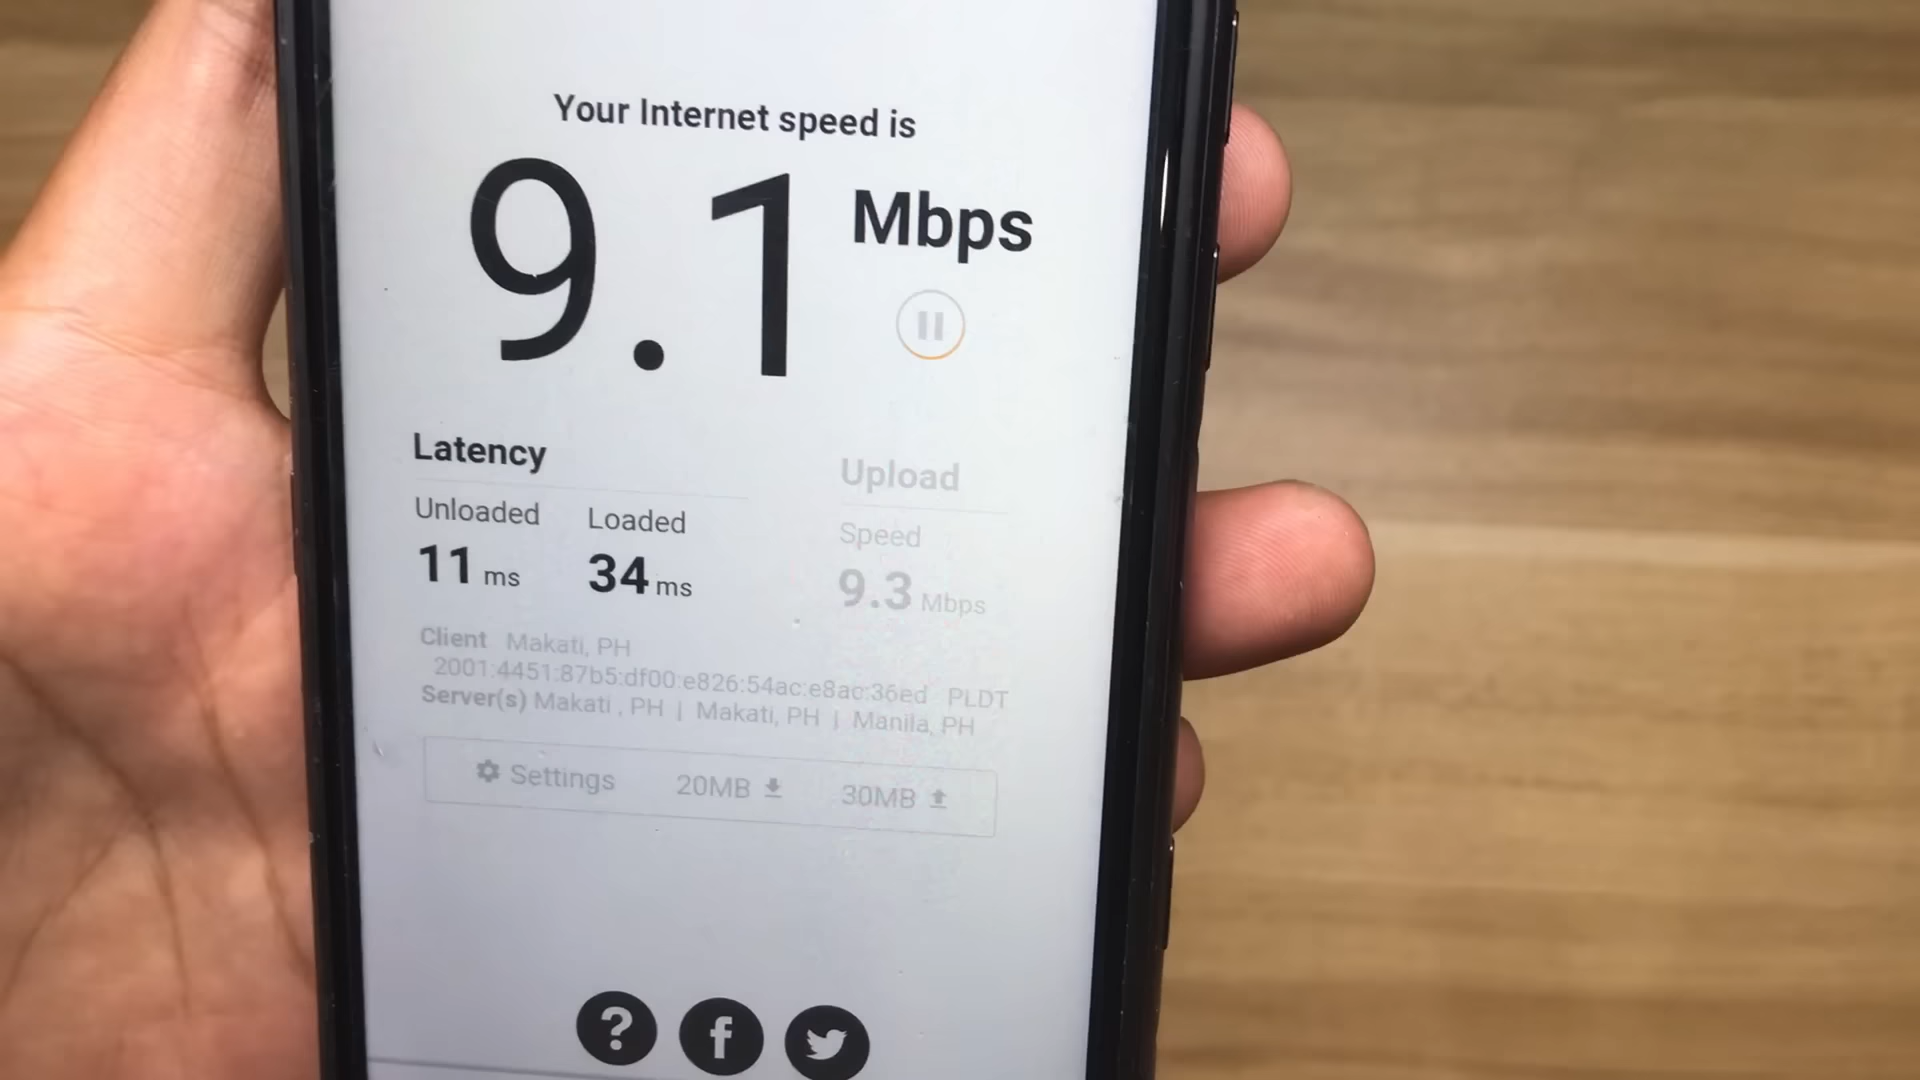 Your Internet speed is
9.1 Mbps
Latency
Upload
Unloaded Loaded
Speed
11 ms 34 ms
9.3 Mbps
Client Makati, PH
2001:4451:87b5:df00:e826:54ac:e8ac:36ed PLDT
Server(s) Makati , PH | Makati, PH | Manila, PH
Settings 20MB 30MB
?
f